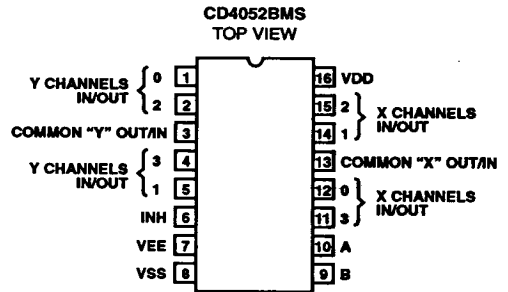 CD4052BMS
TOP VIEW
Y CHANNELS IN/OUT
0 1
2 2
COMMON "Y" OUT/IN 3
Y CHANNELS IN/OUT
3 4
1 5
INH 6
VEE 7
VSS 8
16 VDD
15 2
14 1
X CHANNELS IN/OUT
13 COMMON "X" OUT/IN
12 0
11 3
X CHANNELS IN/OUT
10 A
9 B